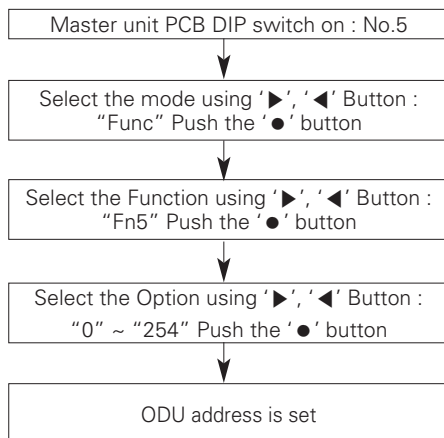 Master unit PCB DIP switch on : No.5
Select the mode using ‘▶’, ‘◀’ Button :
“Func” Push the ‘●’ button
Select the Function using ‘▶’, ‘◀’ Button :
“Fn5” Push the ‘●’ button
Select the Option using ‘▶’, ‘◀’ Button :
“0” ~ “254” Push the ‘●’ button
ODU address is set